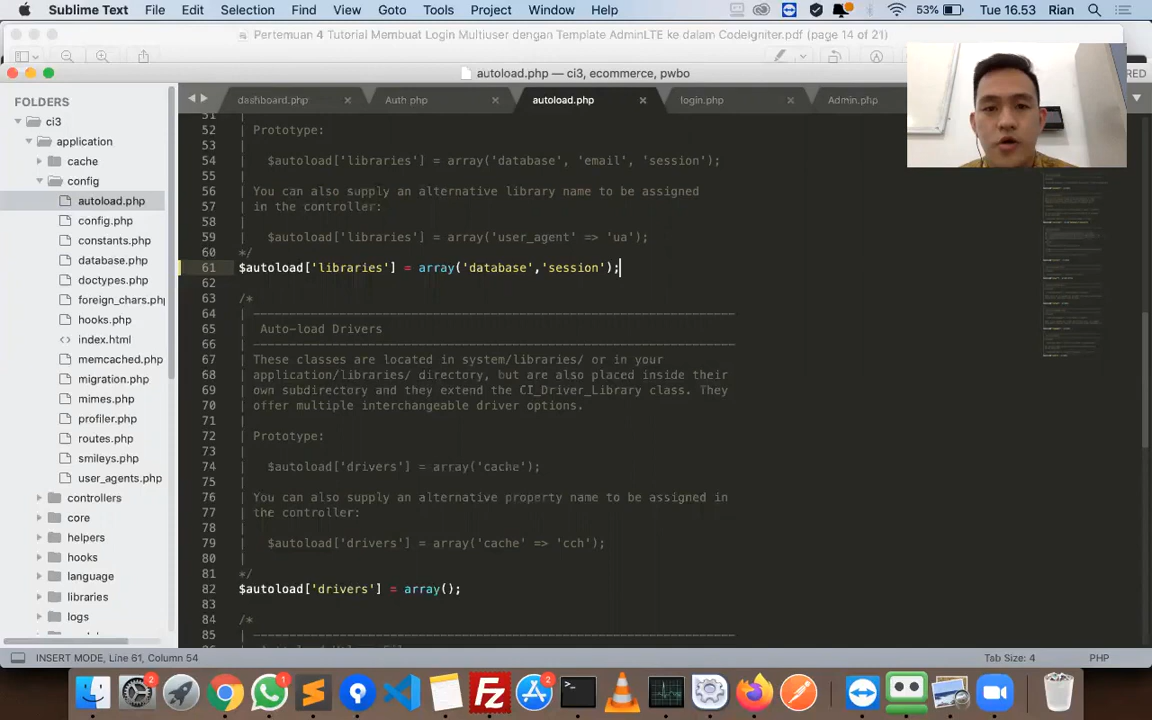 Sublime Text File Edit Selection Find View Goto Tools Project Window Help 53% Tue 16.53 Rian
Pertemuan 4 Tutorial Membuat Login Multiuser dengan Template AdminLTE ke dalam CodeIgniter.pdf (page 14 of 21)
autoload.php — ci3, ecommerce, pwbo
RED
dashboard.php Auth.php autoload.php login.php Admin.php
FOLDERS
ci3
application
cache
config
autoload.php
config.php
constants.php
database.php
doctypes.php
foreign_chars.php
hooks.php
index.html
memcached.php
migration.php
mimes.php
profiler.php
routes.php
smileys.php
user_agents.php
controllers
core
helpers
hooks
language
libraries
logs
51
52 | Prototype:
53 |
54 | $autoload['libraries'] = array('database', 'email', 'session');
55 |
56 | You can also supply an alternative library name to be assigned
57 | in the controller:
58 |
59 | $autoload['libraries'] = array('user_agent' => 'ua');
60 */
61 $autoload['libraries'] = array('database','session');
62
63 /*
64 | -------------------------------------------------------------------
65 | Auto-load Drivers
66 | -------------------------------------------------------------------
67 | These classes are located in system/libraries/ or in your
68 | application/libraries/ directory, but are also placed inside their
69 | own subdirectory and they extend the CI_Driver_Library class. They
70 | offer multiple interchangeable driver options.
71 |
72 | Prototype:
73 |
74 | $autoload['drivers'] = array('cache');
75 |
76 | You can also supply an alternative property name to be assigned in
77 | the controller:
78 |
79 | $autoload['drivers'] = array('cache' => 'cch');
80 |
81 */
82 $autoload['drivers'] = array();
83
84 /*
85 | -------------------------------------------------------------------
INSERT MODE, Line 61, Column 54 Tab Size: 4 PHP
2 1 2